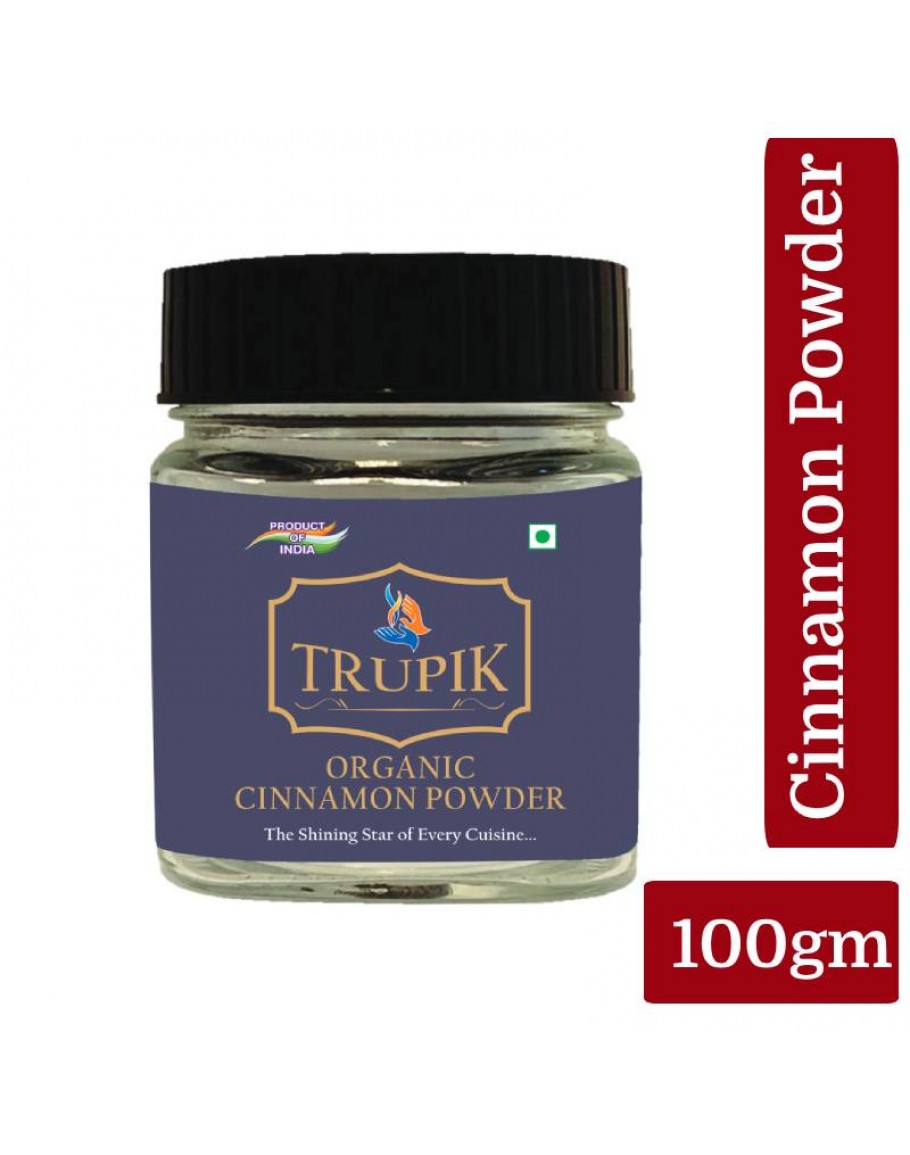 PRODUCT
OF
INDIA
TRUPIK
ORGANIC
CINNAMON POWDER
The Shining Star of Every Cuisine...
Cinnamon Powder
100gm